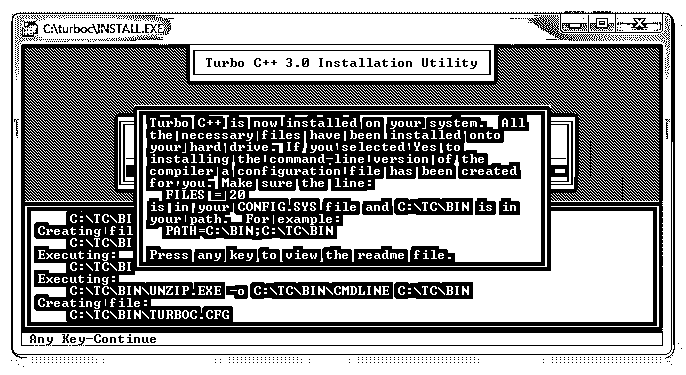 C:\turboc\INSTALL.EXE
Turbo C++ 3.0 Installation Utility
Turbo C++ is now installed on your system. All
the necessary files have been installed onto
your hard drive. If you selected Yes to
installing the command-line version of the
compiler a configuration file has been created
for you. Make sure the line:
FILES = 20
is in your CONFIG.SYS file and C:\TC\BIN is in
your path. For example:
PATH=C:\BIN;C:\TC\BIN
Press any key to view the readme file.
C:\TC\BI
Creating fil
C:\TC\BI
Executing:
C:\TC\BI
Executing:
C:\TC\BIN\UNZIP.EXE -o C:\TC\BIN\CMDLINE C:\TC\BIN
Creating file:
C:\TC\BIN\TURBOC.CFG
Any Key-Continue